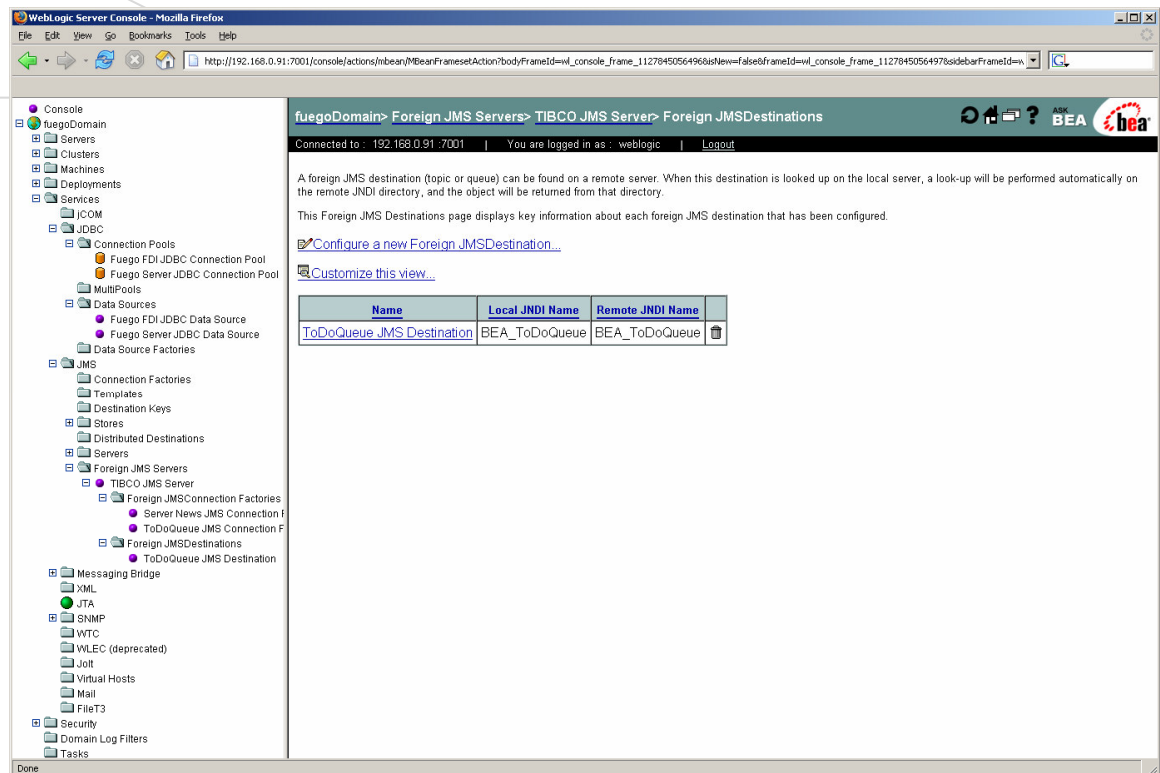 WebLogic Server Console - Mozilla Firefox
File Edit View Go Bookmarks Tools Help
http://192.168.0.91:7001/console/actions/mbean/MBeanFramesetAction?bodyFrameId=wl_console_frame_1127845056496&isNew=false&frameId=wl_console_frame_1127845056497&sidebarFrameId=w
G
Console
fuegoDomain
Servers
Clusters
Machines
Deployments
Services
jCOM
JDBC
Connection Pools
Fuego FDI JDBC Connection Pool
Fuego Server JDBC Connection Pool
MultiPools
Data Sources
Fuego FDI JDBC Data Source
Fuego Server JDBC Data Source
Data Source Factories
JMS
Connection Factories
Templates
Destination Keys
Stores
Distributed Destinations
Servers
Foreign JMS Servers
TIBCO JMS Server
Foreign JMSConnection Factories
Server News JMS Connection F
ToDoQueue JMS Connection F
Foreign JMSDestinations
ToDoQueue JMS Destination
Messaging Bridge
XML
JTA
SNMP
WTC
WLEC (deprecated)
Jolt
Virtual Hosts
Mail
FileT3
Security
Domain Log Filters
Tasks
fuegoDomain> Foreign JMS Servers> TIBCO JMS Server> Foreign JMSDestinations
? ASK BEA bea
Connected to : 192.168.0.91 :7001 | You are logged in as : weblogic | Logout
A foreign JMS destination (topic or queue) can be found on a remote server. When this destination is looked up on the local server, a look-up will be performed automatically on
the remote JNDI directory, and the object will be returned from that directory.
This Foreign JMS Destinations page displays key information about each foreign JMS destination that has been configured.
Configure a new Foreign JMSDestination...
Customize this view...
Name Local JNDI Name Remote JNDI Name
ToDoQueue JMS Destination BEA_ToDoQueue BEA_ToDoQueue
Done